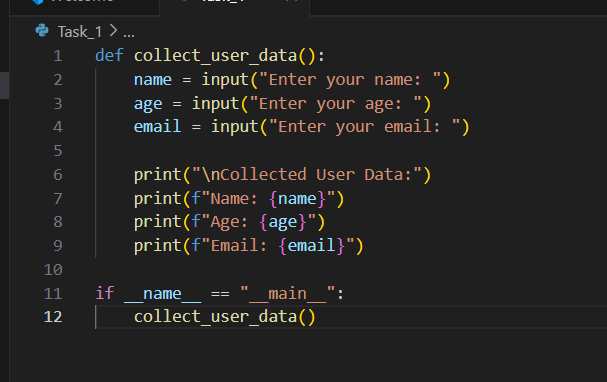 Task_1 > ...
1 def collect_user_data():
2     name = input("Enter your name: ")
3     age = input("Enter your age: ")
4     email = input("Enter your email: ")
5
6     print("\nCollected User Data:")
7     print(f"Name: {name}")
8     print(f"Age: {age}")
9     print(f"Email: {email}")
10
11 if __name__ == "__main__":
12     collect_user_data()